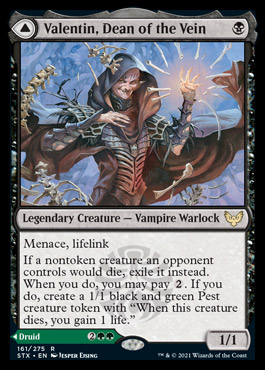 Valentin, Dean of the Vein
Legendary Creature — Vampire Warlock
Menace, lifelink
If a nontoken creature an opponent
controls would die, exile it instead.
When you do, you may pay 2. If you
do, create a 1/1 black and green Pest
creature token with “When this creature
dies, you gain 1 life.”
Druid 2
1/1
161/275 R
STX • EN Jesper Ejsing
™ & © 2021 Wizards of the Coast